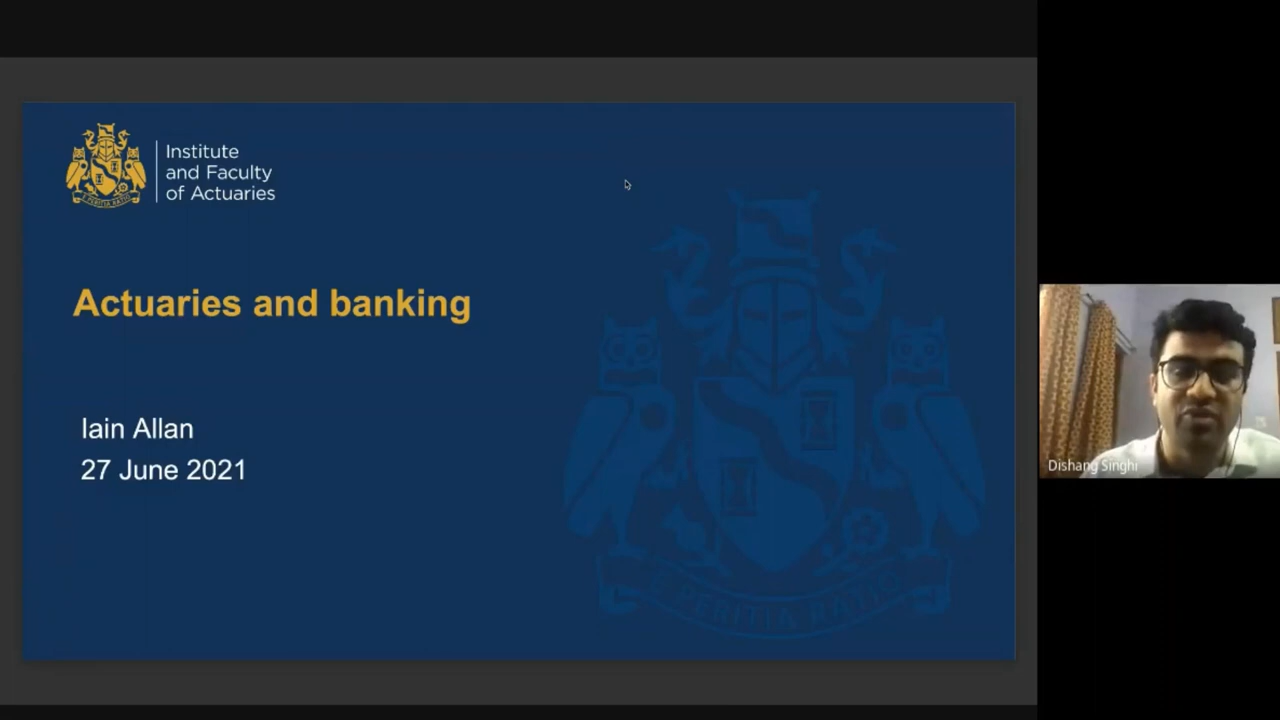 Institute
and Faculty
of Actuaries
Actuaries and banking
Iain Allan
27 June 2021
Dishang Singhi